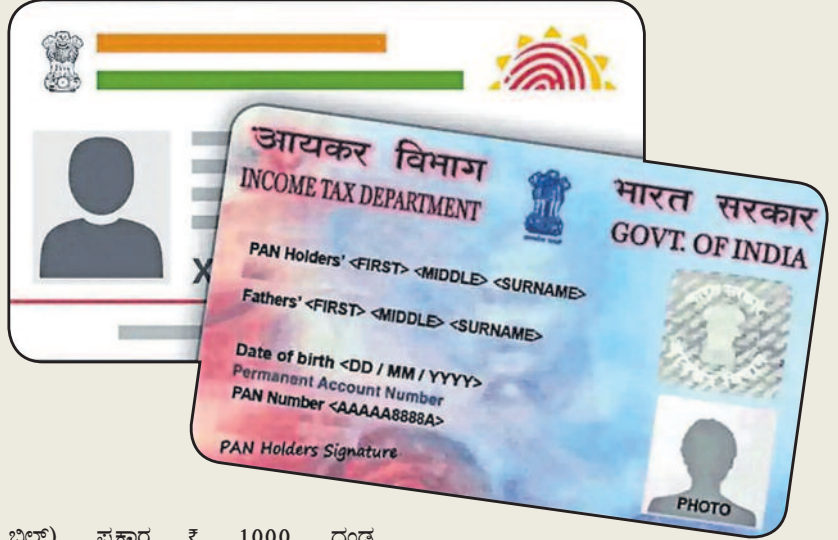 आयकर विभाग
INCOME TAX DEPARTMENT
भारत सरकार
GOVT. OF INDIA
PAN Holders' <FIRST> <MIDDLE> <SURNAME>
Fathers' <FIRST> <MIDDLE> <SURNAME>
Date of birth <DD / MM / YYYY>
Permanent Account Number
PAN Number <AAAAA8888A>
PAN Holders Signature
PHOTO
X
ಬಿಲ್) ಪ್ರಕಾರ ₹ 1000 ದಂಡ